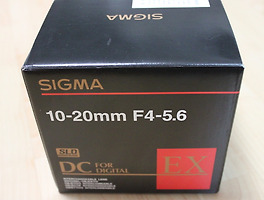 SIGMA
SIGMA
10-20mm F4-5.6
SLD
DC FOR DIGITAL
EX